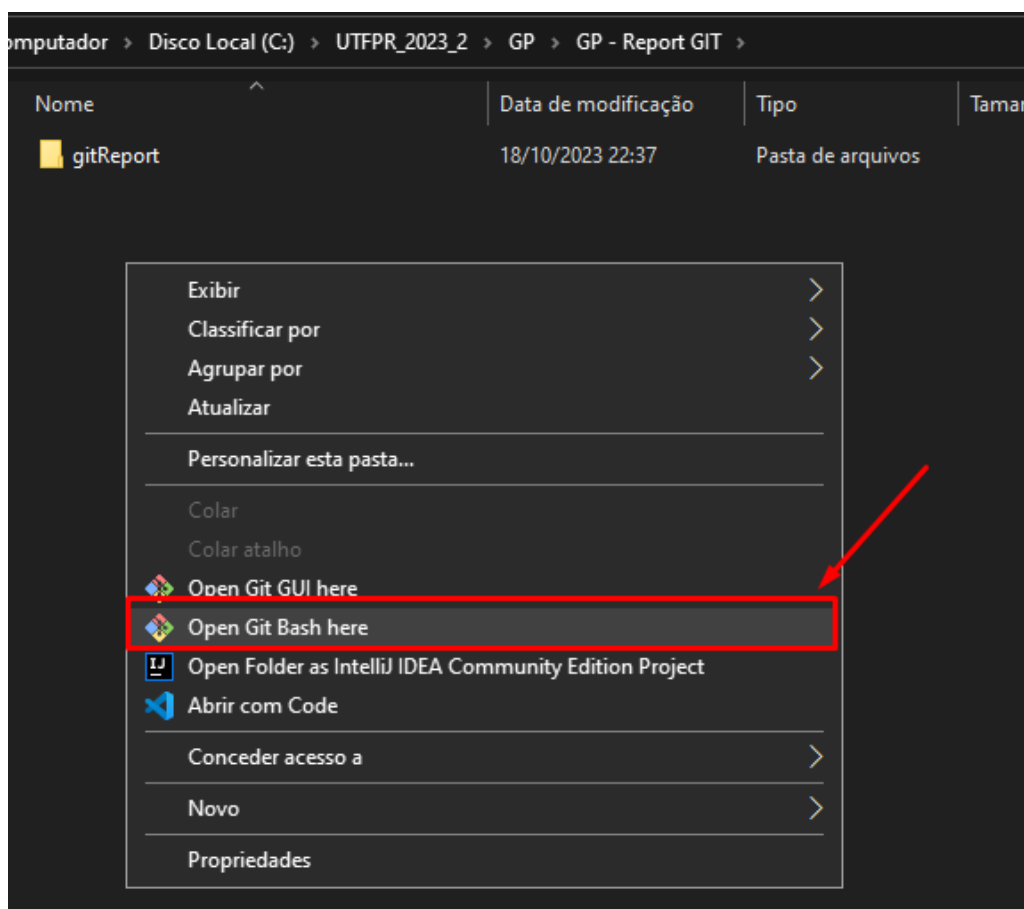 omputador > Disco Local (C:) > UTFPR_2023_2 > GP > GP - Report GIT >
Nome Data de modificação Tipo Tamar
gitReport 18/10/2023 22:37 Pasta de arquivos
Exibir
Classificar por
Agrupar por
Atualizar
Personalizar esta pasta...
Colar
Colar atalho
Open Git GUI here
Open Git Bash here
IJ Open Folder as IntelliJ IDEA Community Edition Project
Abrir com Code
Conceder acesso a
Novo
Propriedades